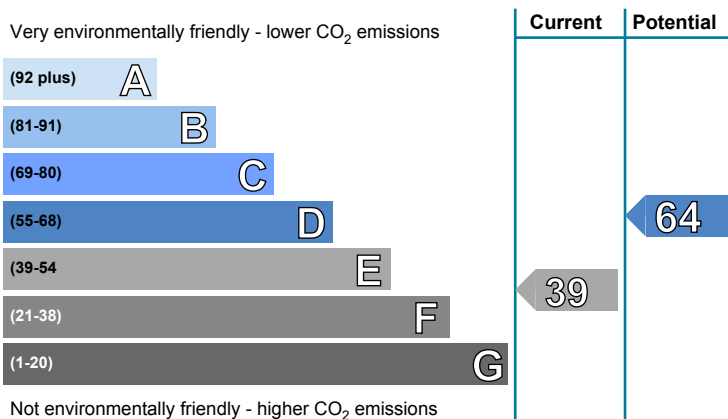 Current Potential
Very environmentally friendly - lower CO2 emissions
(92 plus) A
(81-91) B
(69-80) C
(55-68) D
64
(39-54 E
39
(21-38) F
(1-20) G
Not environmentally friendly - higher CO2 emissions